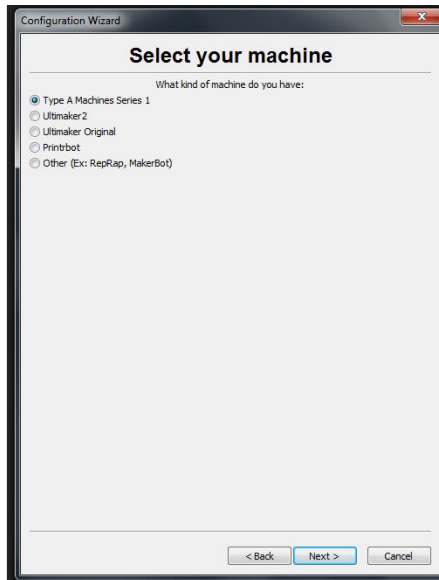 Configuration Wizard
Select your machine
What kind of machine do you have:
Type A Machines Series 1
Ultimaker2
Ultimaker Original
Printrbot
Other (Ex: RepRap, MakerBot)
< Back Next > Cancel